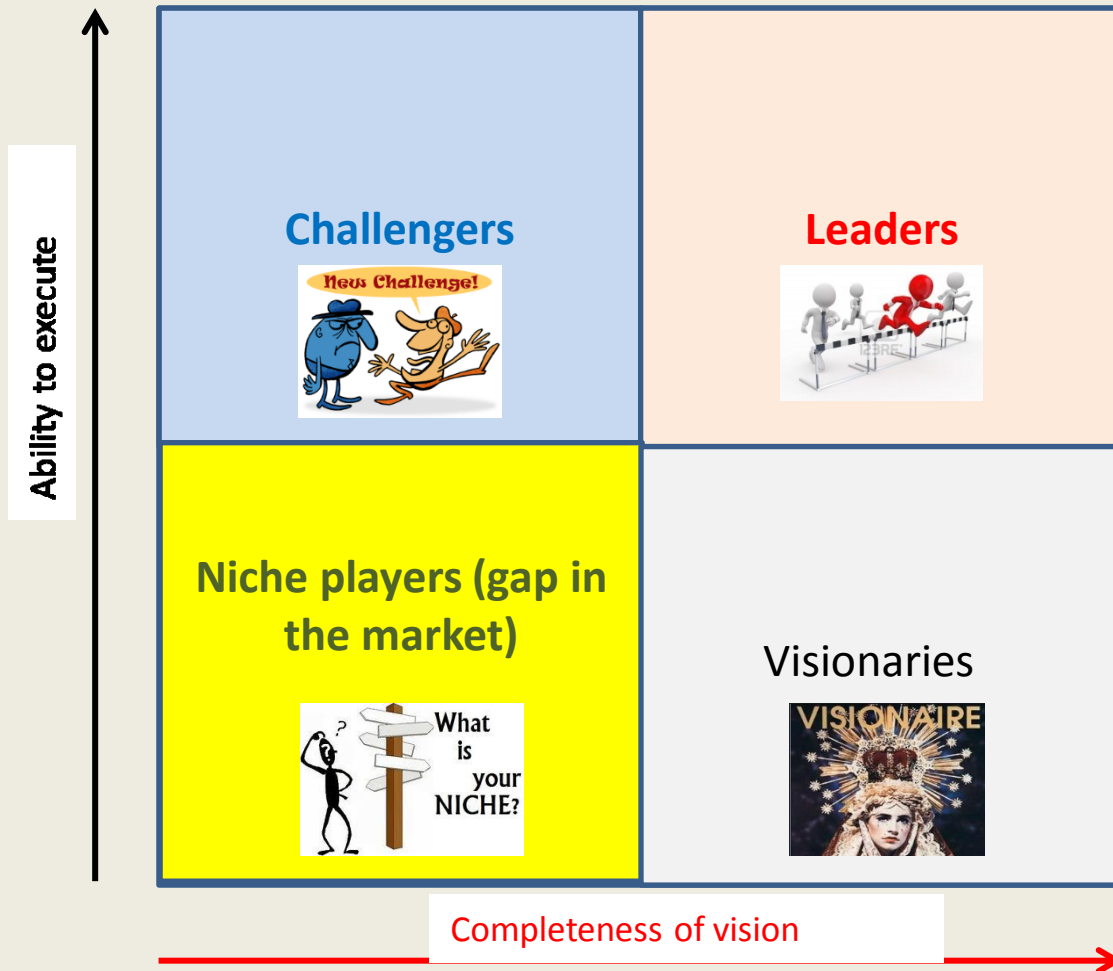 Challengers
New Challenge!
Leaders
123RF
Ability to execute
Niche players (gap in
the market)
What
is
your
NICHE?
Visionaries
VISIONAIRE
Completeness of vision